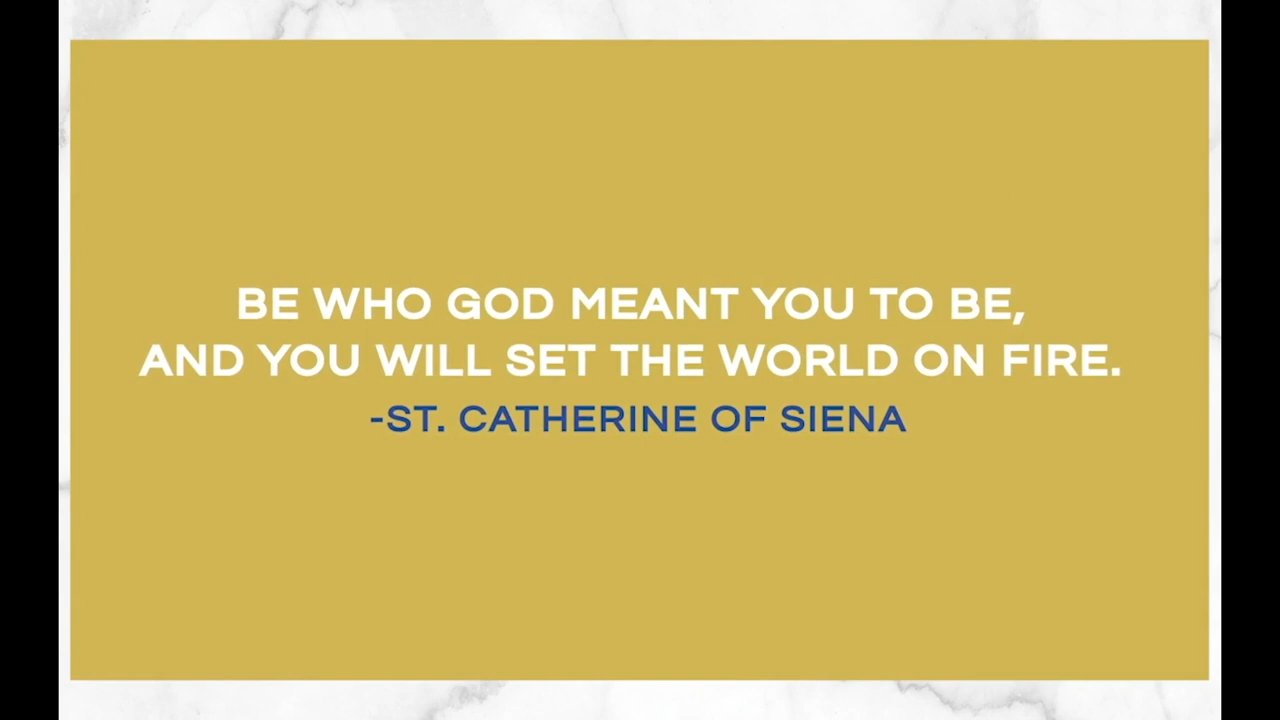 BE WHO GOD MEANT YOU TO BE,
AND YOU WILL SET THE WORLD ON FIRE.
-ST. CATHERINE OF SIENA